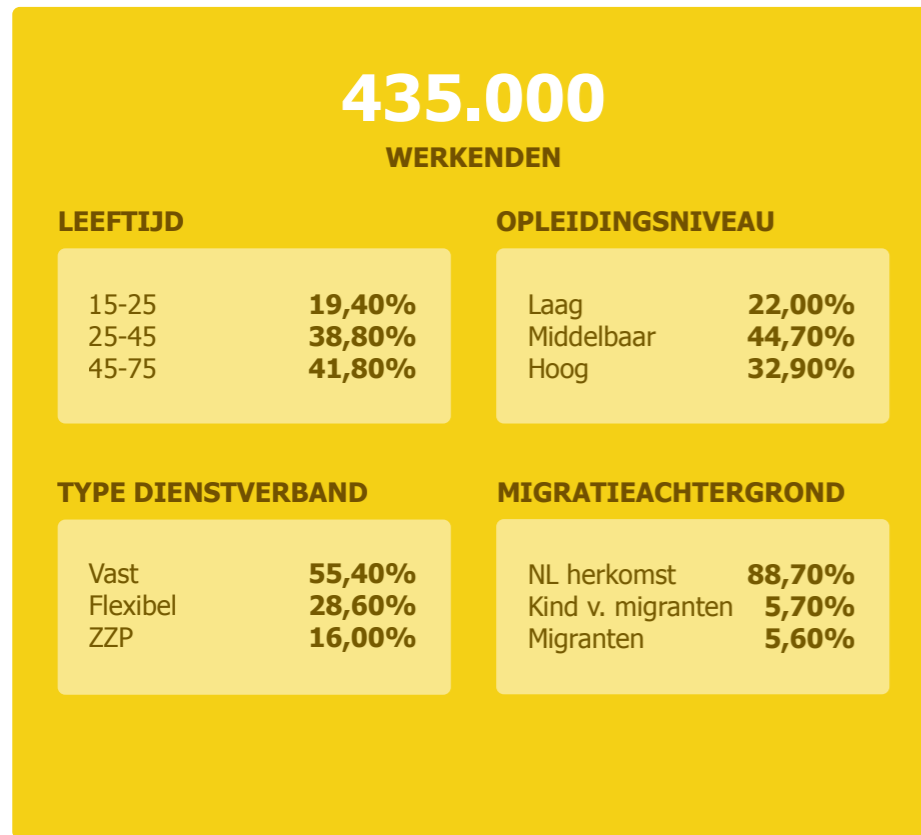 435.000
WERKENDEN
LEEFTIJD
15-25 19,40%
25-45 38,80%
45-75 41,80%
OPLEIDINGSNIVEAU
Laag 22,00%
Middelbaar 44,70%
Hoog 32,90%
TYPE DIENSTVERBAND
Vast 55,40%
Flexibel 28,60%
ZZP 16,00%
MIGRATIEACHTERGROND
NL herkomst 88,70%
Kind v. migranten 5,70%
Migranten 5,60%